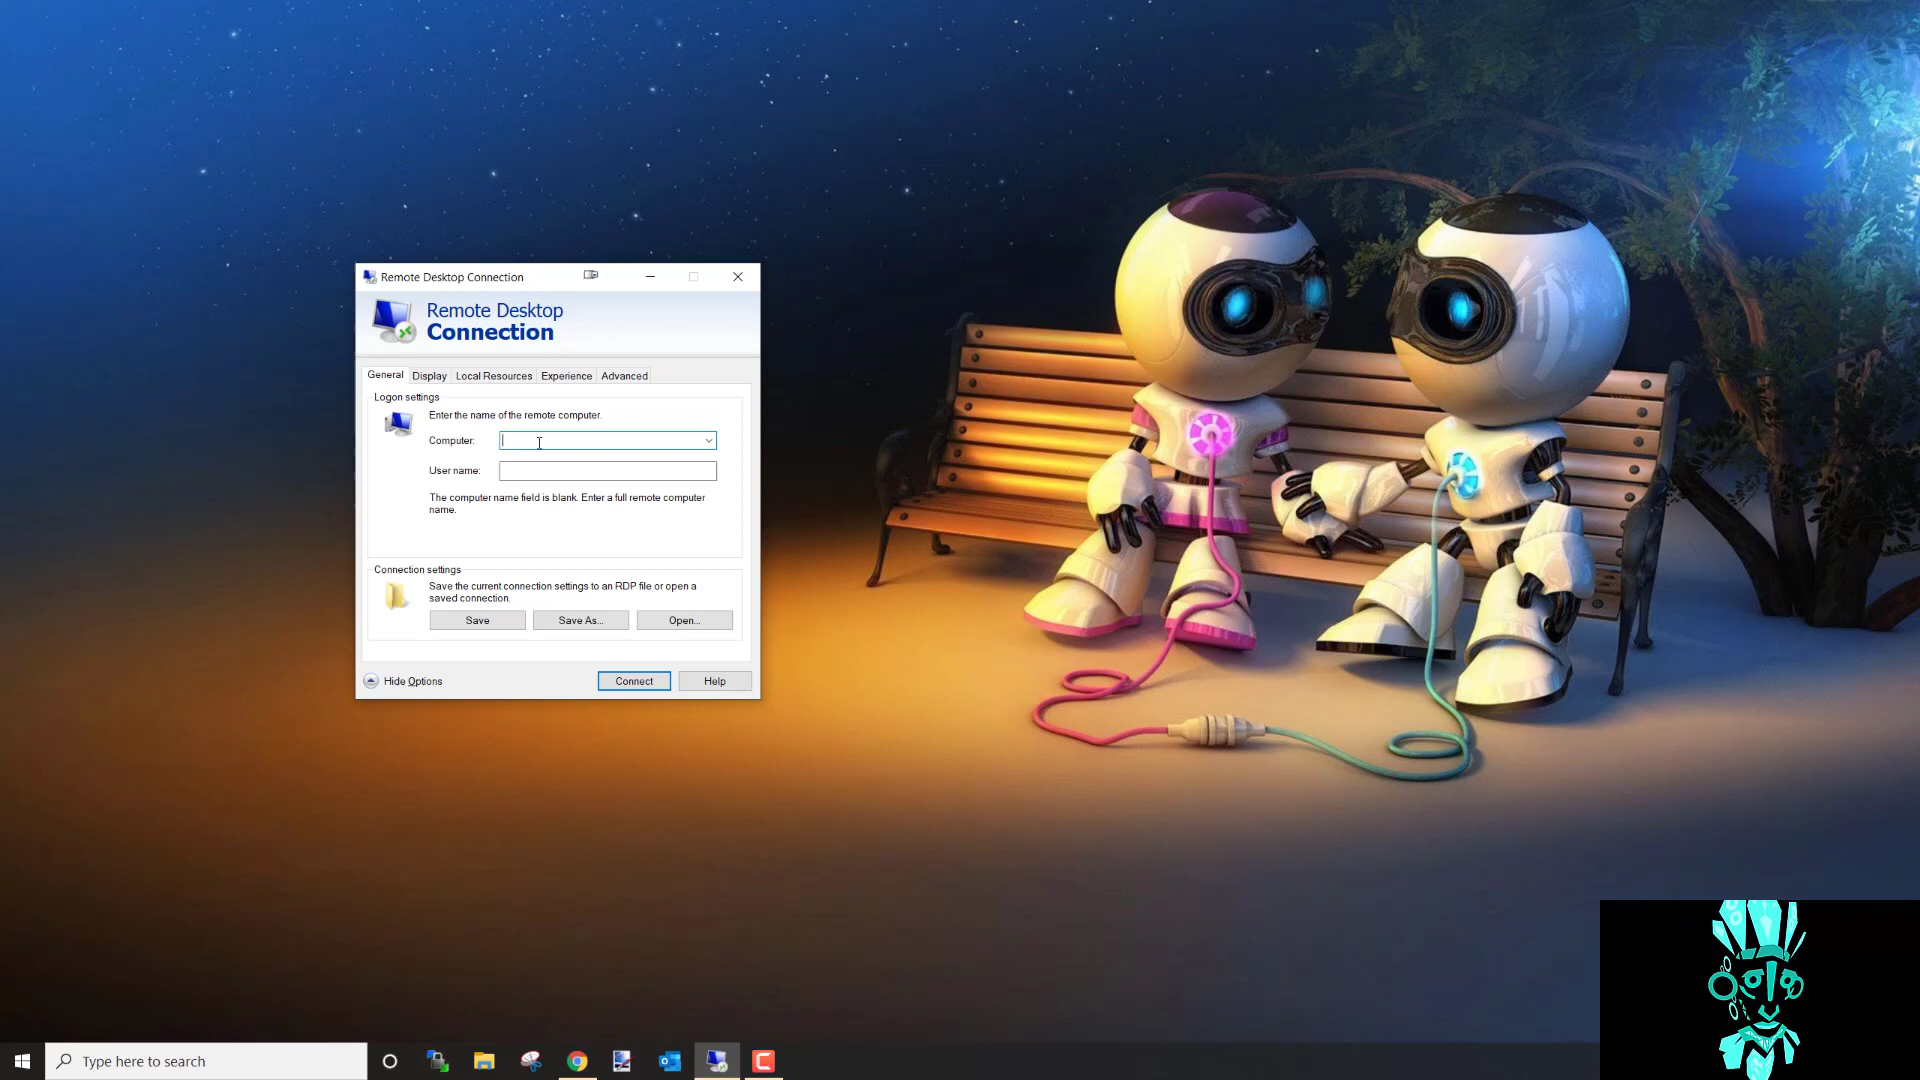 Remote Desktop Connection
Remote Desktop
Connection
General Display Local Resources Experience Advanced
Logon settings
Enter the name of the remote computer.
Computer:
User name:
The computer name field is blank. Enter a full remote computer
name.
Connection settings
Save the current connection settings to an RDP file or open a
saved connection.
Save Save As... Open...
Hide Options Connect Help
Type here to search